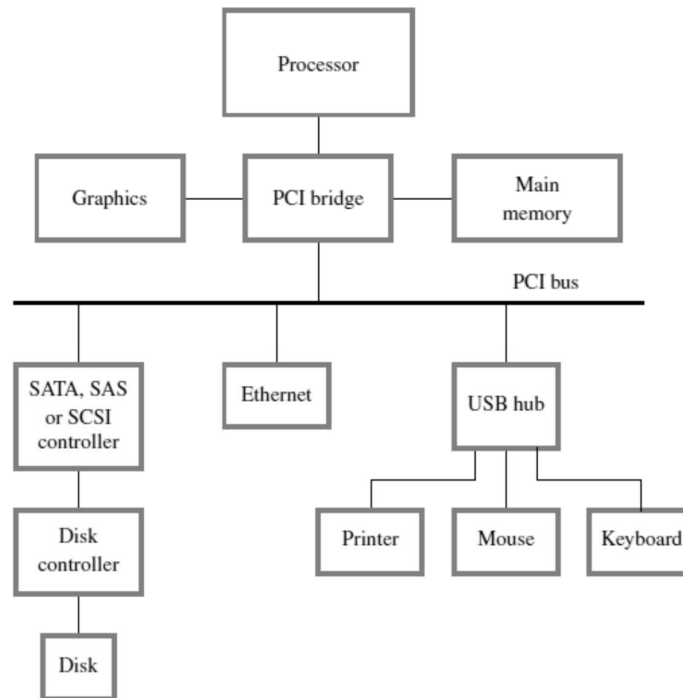 Processor
Graphics
PCI bridge
Main
memory
PCI bus
SATA, SAS
or SCSI
controller
Ethernet
USB hub
Disk
controller
Printer
Mouse
Keyboard
Disk